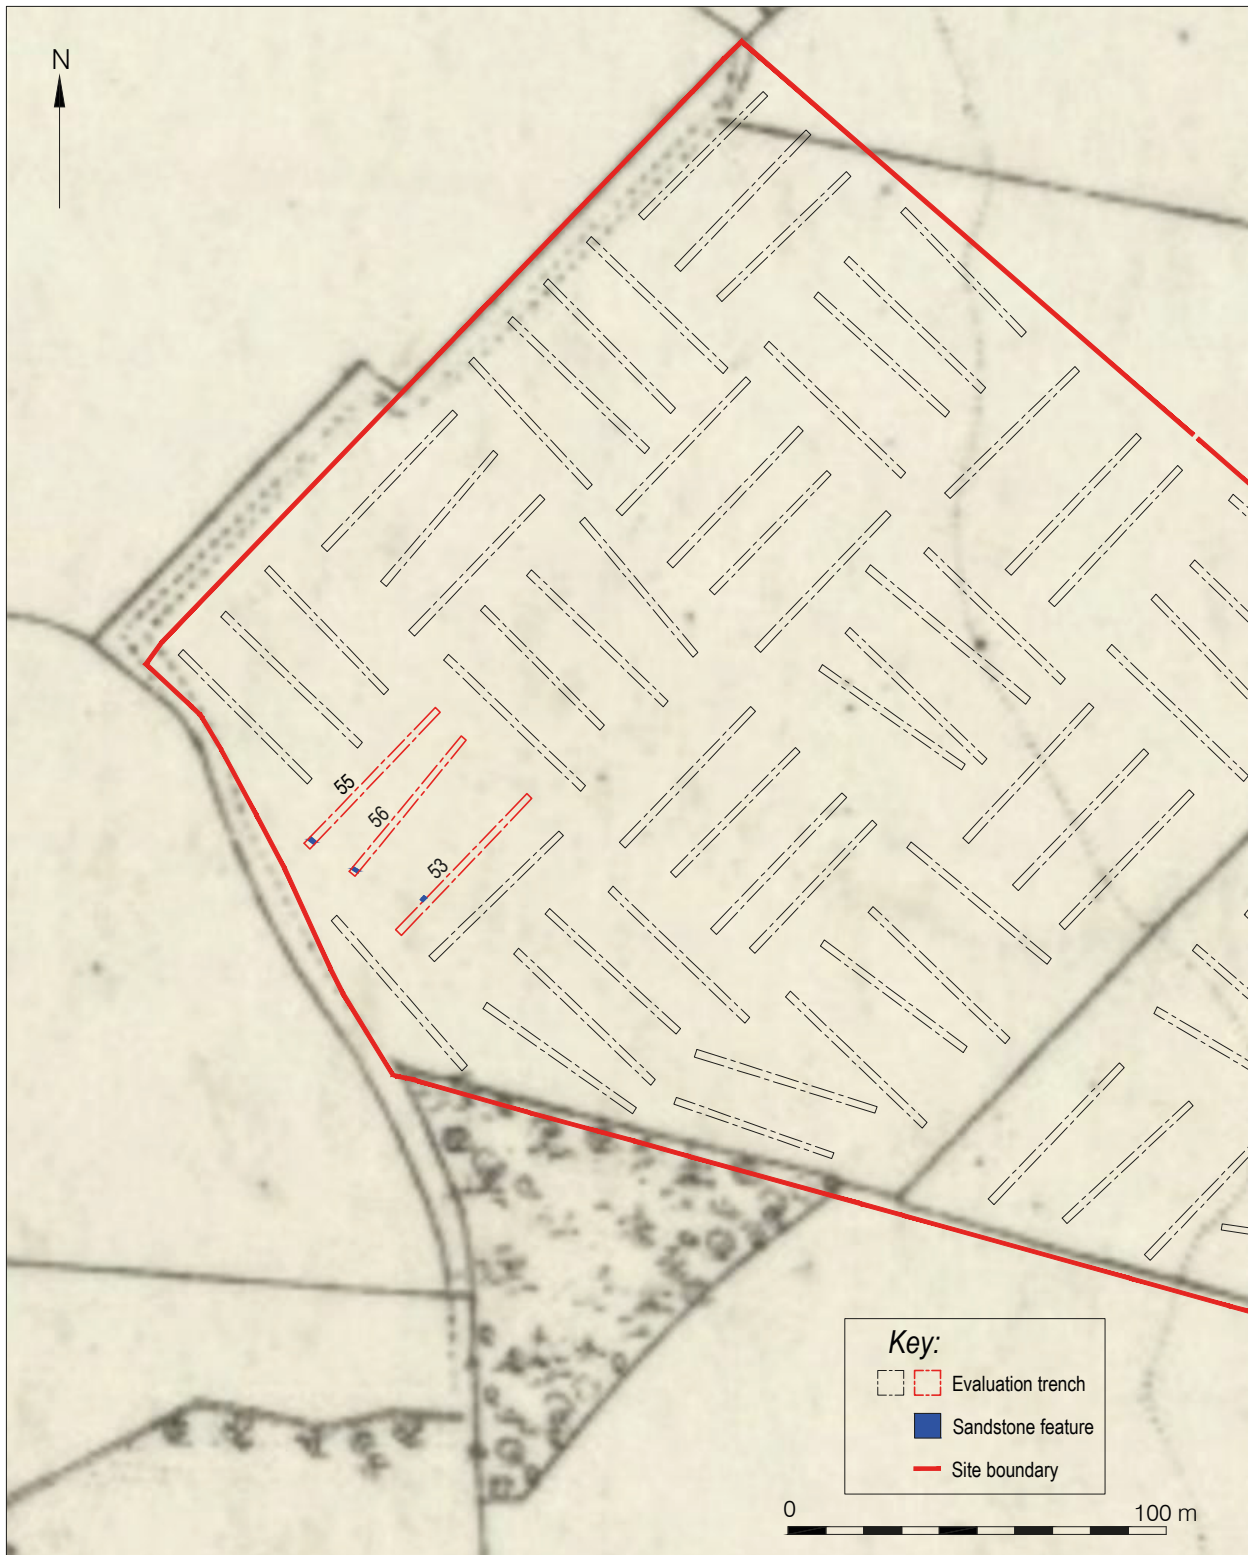 N
55
56
53
Key:
Evaluation trench
Sandstone feature
Site boundary
0 100 m